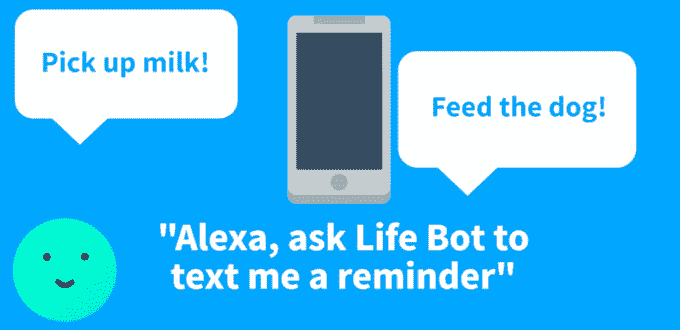 Pick up milk!
Feed the dog!
"Alexa, ask Life Bot to
text me a reminder"